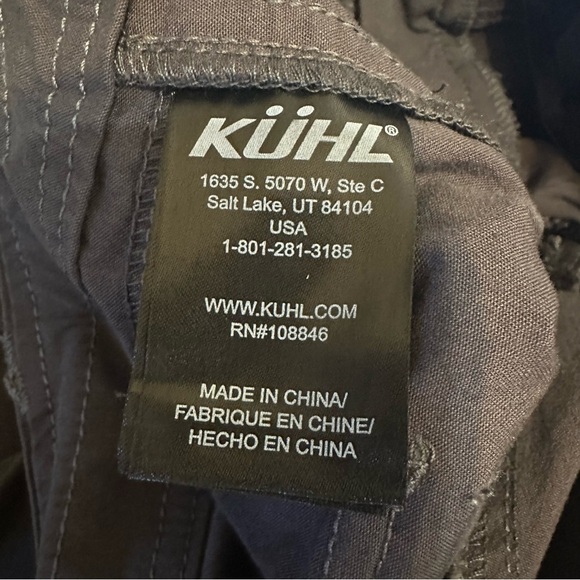 KÜHL®
1635 S. 5070 W, Ste C
Salt Lake, UT 84104
USA
1-801-281-3185
WWW.KUHL.COM
RN#108846
MADE IN CHINA/
FABRIQUE EN CHINE/
HECHO EN CHINA